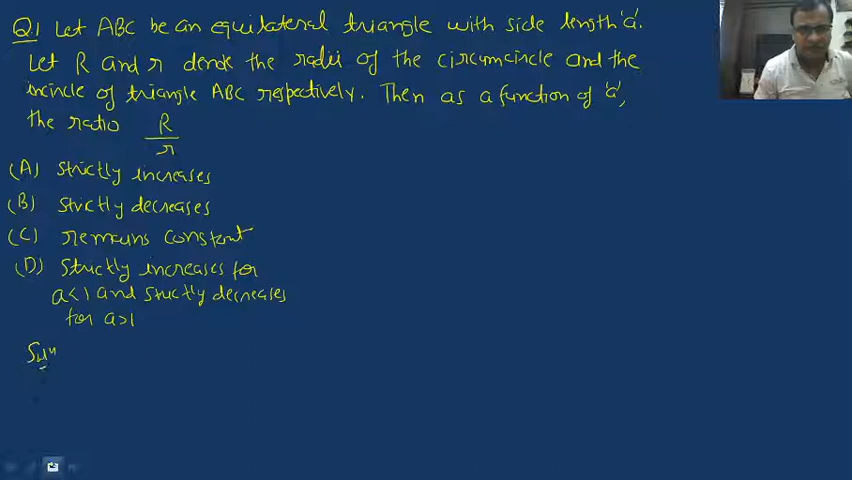 Q1 Let ABC be an equilateral triangle with side length 'a'.
Let R and r denote the radii of the circumcircle and the
incircle of triangle ABC respectively. Then as a function of 'a',
the ratio R/r
(A) Strictly increases
(B) Strictly decreases
(C) remains constant
(D) Strictly increases for
a<1 and strictly decreases
for a>1
Solⁿ